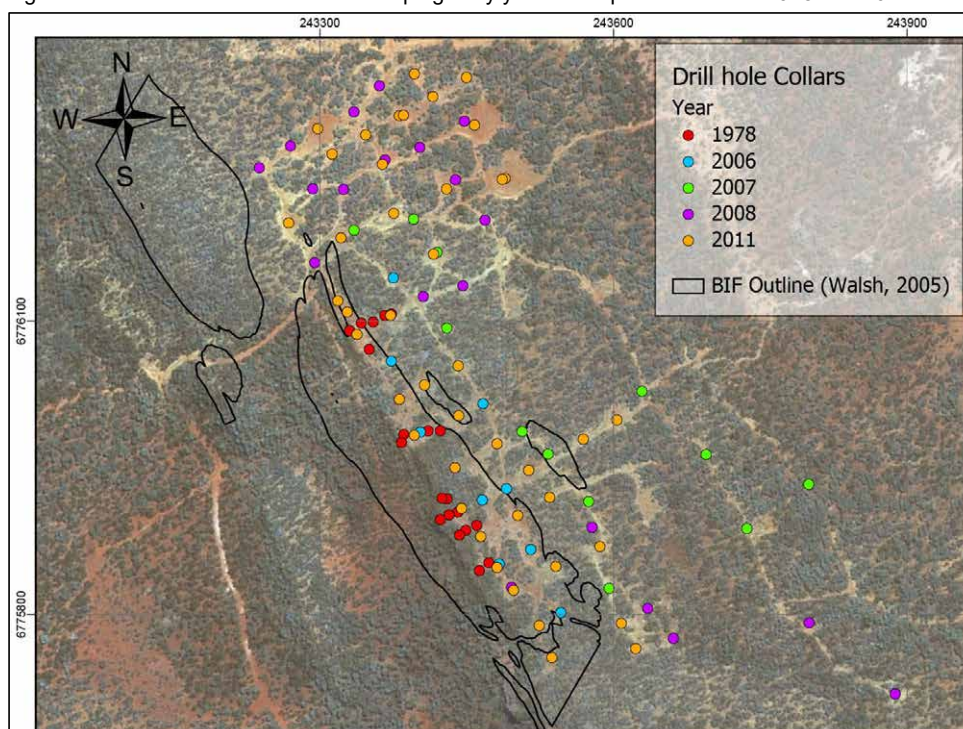 243300 243600 243900
N
W E
S
Drill hole Collars
Year
1978
2006
2007
2008
2011
BIF Outline (Walsh, 2005)
6776100
6775800